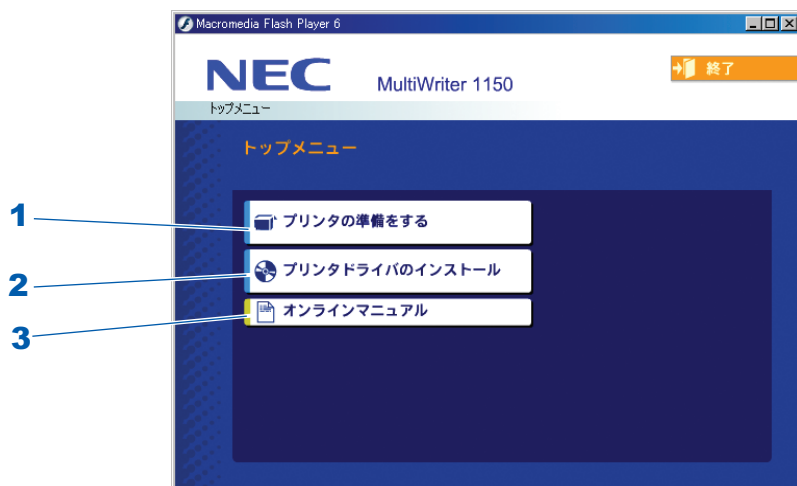 Macromedia Flash Player 6
NEC MultiWriter 1150
終了
トップメニュー
トップメニュー
1 プリンタの準備をする
2 プリンタドライバのインストール
3 オンラインマニュアル